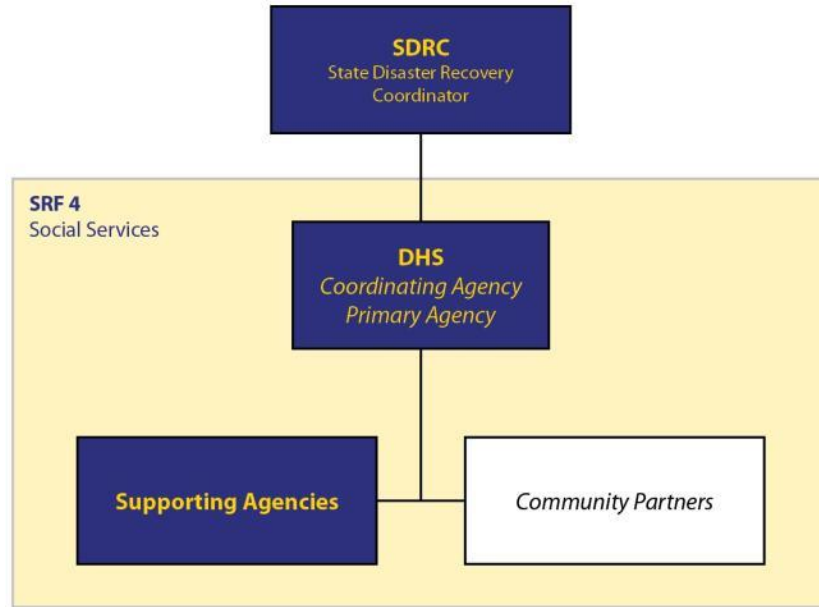 SDRC
State Disaster Recovery
Coordinator
SRF 4
Social Services
DHS
Coordinating Agency
Primary Agency
Supporting Agencies
Community Partners